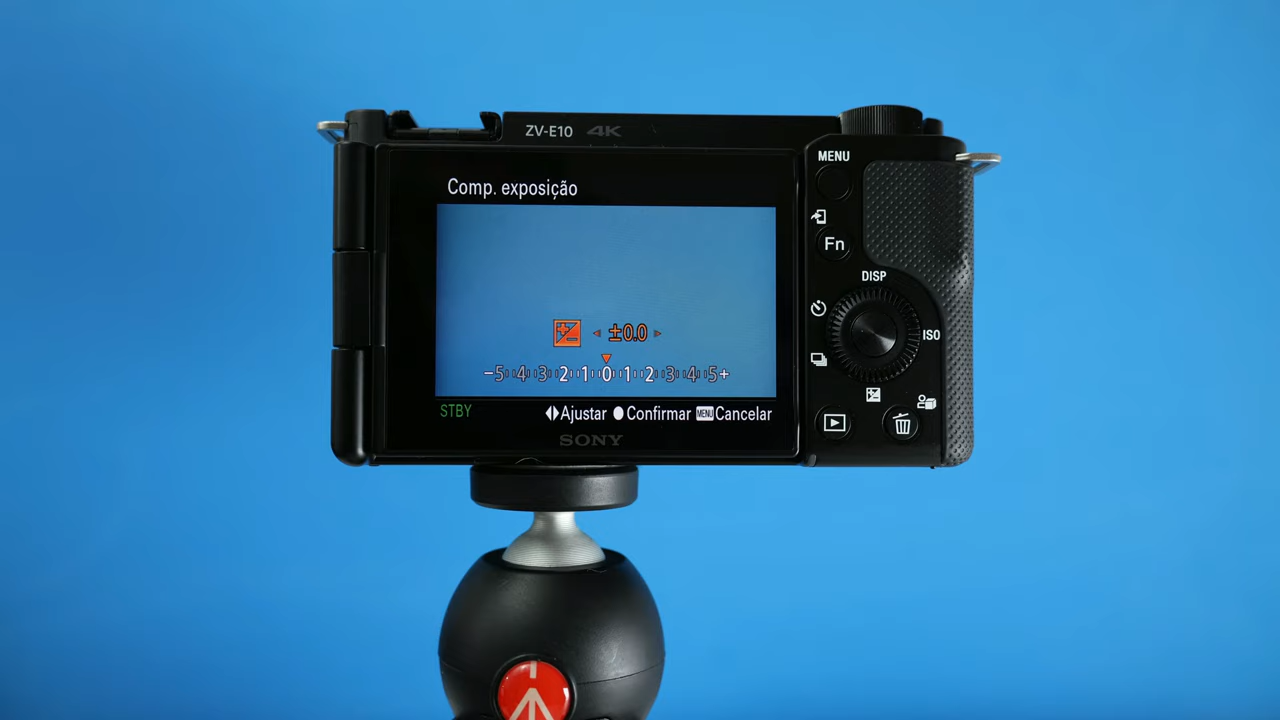 ZV-E10 4K
MENU
Comp. exposição
Fn
DISP
±0.0
ISO
−5 4 3 2 1 0 1 2 3 4 5+
STBY Ajustar Confirmar MENU Cancelar
SONY